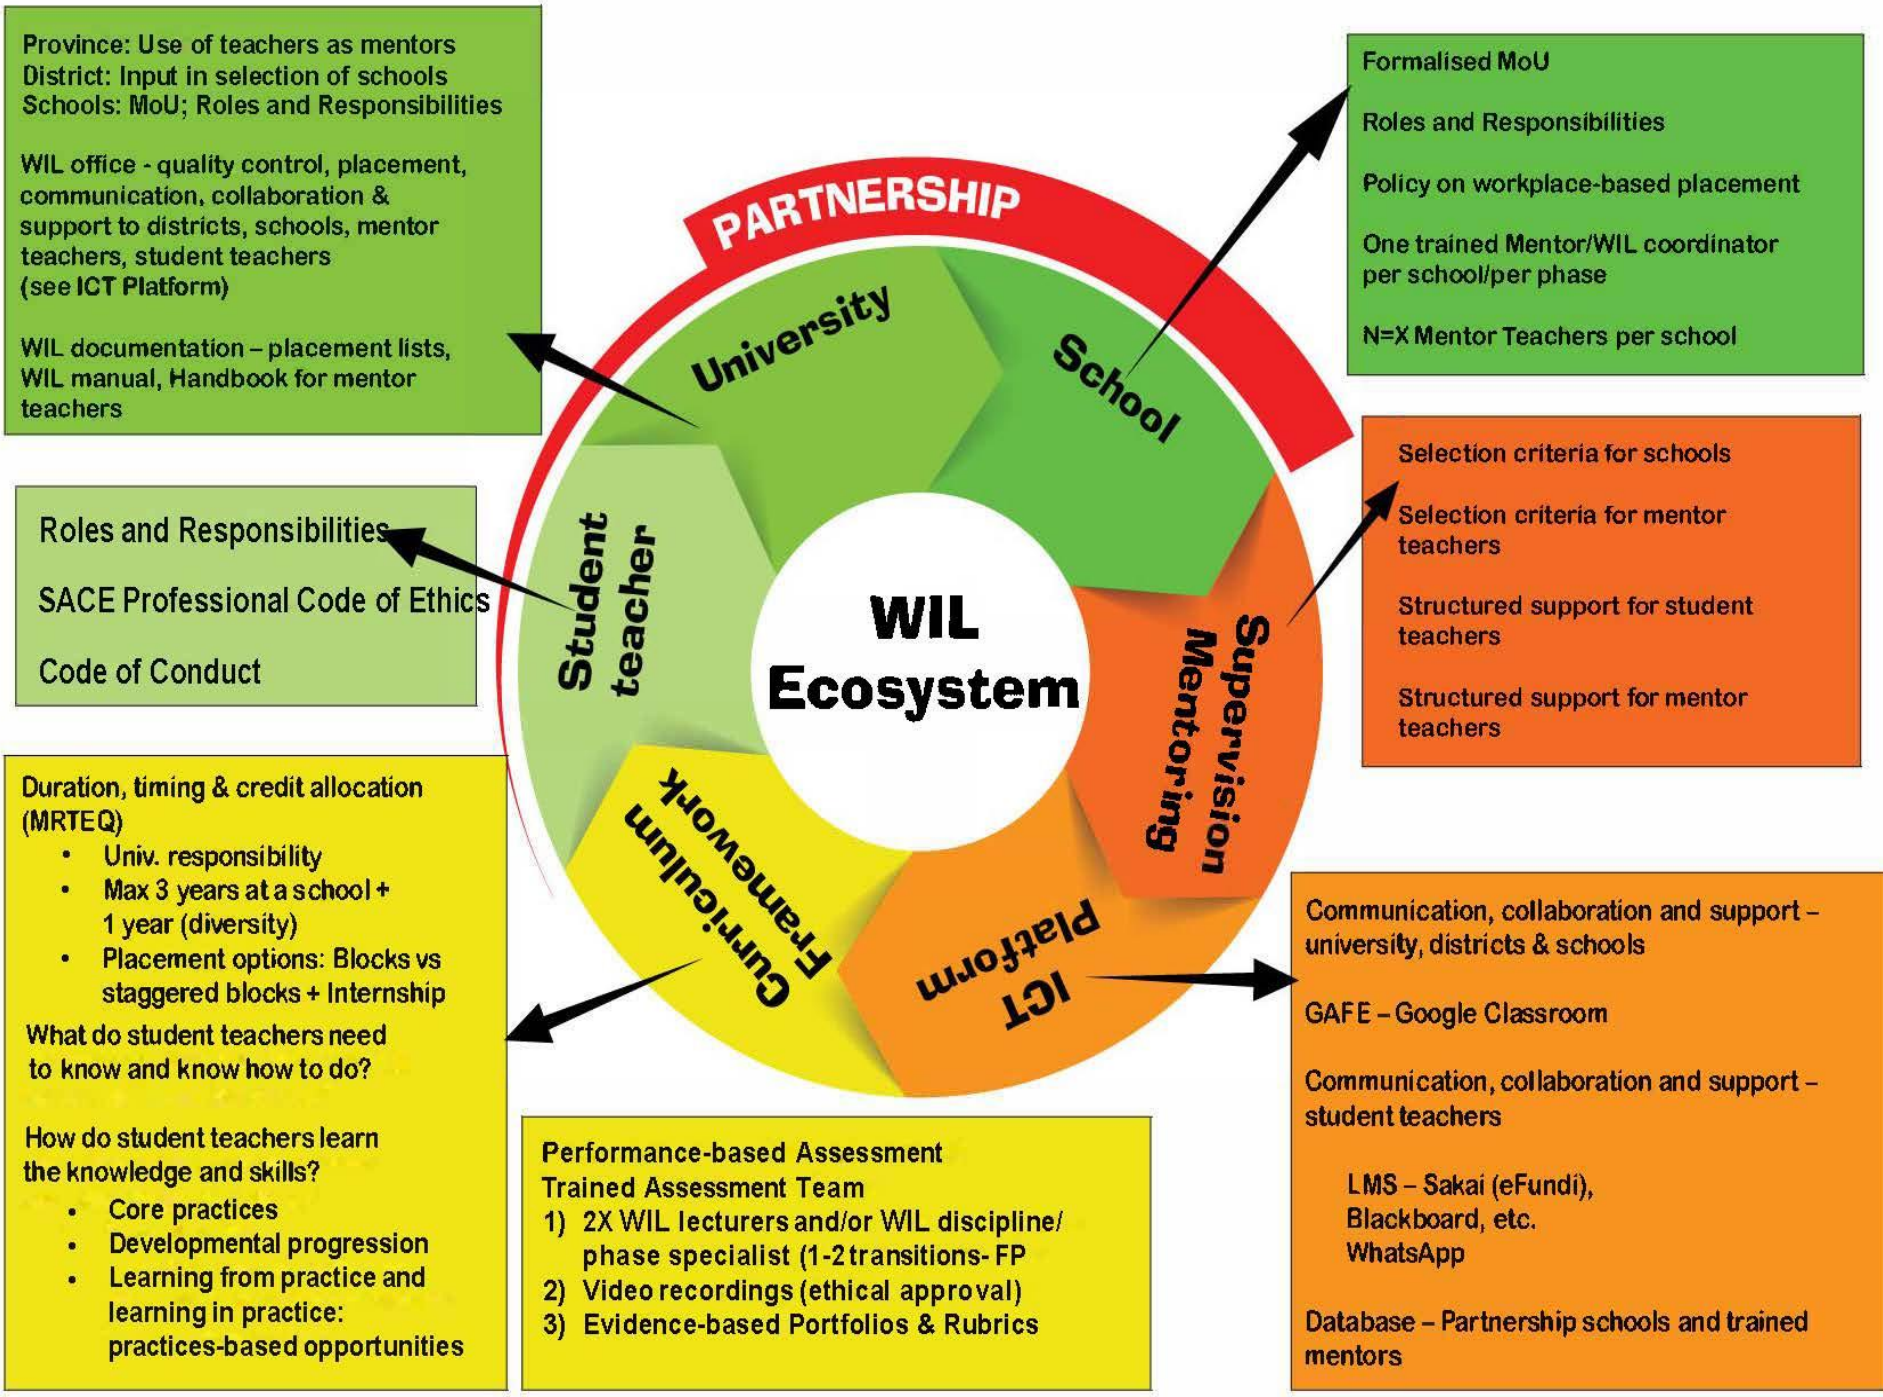 Province: Use of teachers as mentors
District: Input in selection of schools
Schools: MoU; Roles and Responsibilities
WIL office - quality control, placement,
communication, collaboration &
support to districts, schools, mentor
teachers, student teachers
(see ICT Platform)
WIL documentation – placement lists,
WIL manual, Handbook for mentor
teachers
Roles and Responsibilities
SACE Professional Code of Ethics
Code of Conduct
Duration, timing & credit allocation
(MRTEQ)
• Univ. responsibility
• Max 3 years at a school +
1 year (diversity)
• Placement options: Blocks vs
staggered blocks + Internship
What do student teachers need
to know and know how to do?
How do student teachers learn
the knowledge and skills?
• Core practices
• Developmental progression
• Learning from practice and
learning in practice:
practices-based opportunities
PARTNERSHIP
University
School
Supervision
Mentoring
ICT
Platform
Curriculum
Framework
Student
teacher
WIL
Ecosystem
Performance-based Assessment
Trained Assessment Team
1) 2X WIL lecturers and/or WIL discipline/
phase specialist (1-2 transitions- FP
2) Video recordings (ethical approval)
3) Evidence-based Portfolios & Rubrics
Formalised MoU
Roles and Responsibilities
Policy on workplace-based placement
One trained Mentor/WIL coordinator
per school/per phase
N=X Mentor Teachers per school
Selection criteria for schools
Selection criteria for mentor
teachers
Structured support for student
teachers
Structured support for mentor
teachers
Communication, collaboration and support –
university, districts & schools
GAFE – Google Classroom
Communication, collaboration and support –
student teachers
LMS – Sakai (eFundi),
Blackboard, etc.
WhatsApp
Database – Partnership schools and trained
mentors